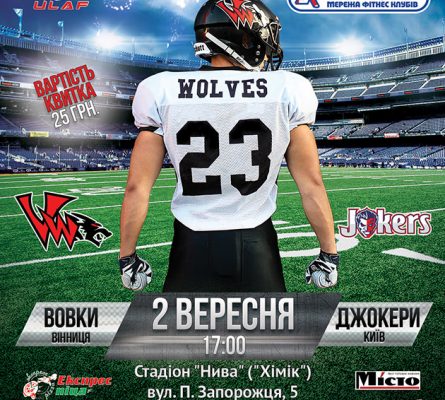 ULAF
МЕРЕЖА ФІТНЕС КЛУБІВ
ВАРТІСТЬ
КВИТКА
25 ГРН.
WOLVES
23
W
Jokers
ВОВКИ
ВІННИЦЯ
2 ВЕРЕСНЯ
17:00
ДЖОКЕРИ
КИЇВ
Стадіон "Нива" ("Хімік")
вул. П. Запорожця, 5
Експрес
піца
Місто